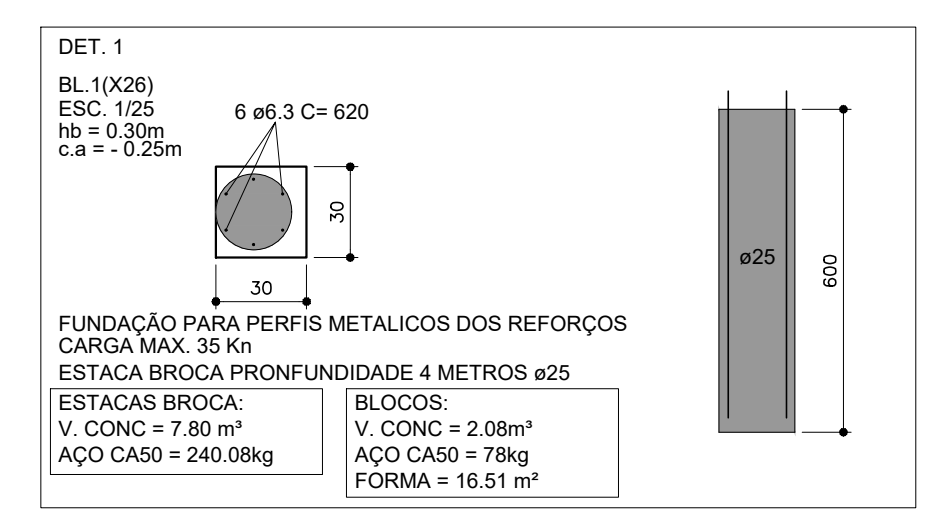 DET. 1
BL.1(X26)
ESC. 1/25
hb = 0.30m
c.a = - 0.25m
6 ø6.3 C= 620
30
30
ø25
600
FUNDAÇÃO PARA PERFIS METALICOS DOS REFORÇOS
CARGA MAX. 35 Kn
ESTACA BROCA PRONFUNDIDADE 4 METROS ø25
ESTACAS BROCA:
V. CONC = 7.80 m³
AÇO CA50 = 240.08kg
BLOCOS:
V. CONC = 2.08m³
AÇO CA50 = 78kg
FORMA = 16.51 m²